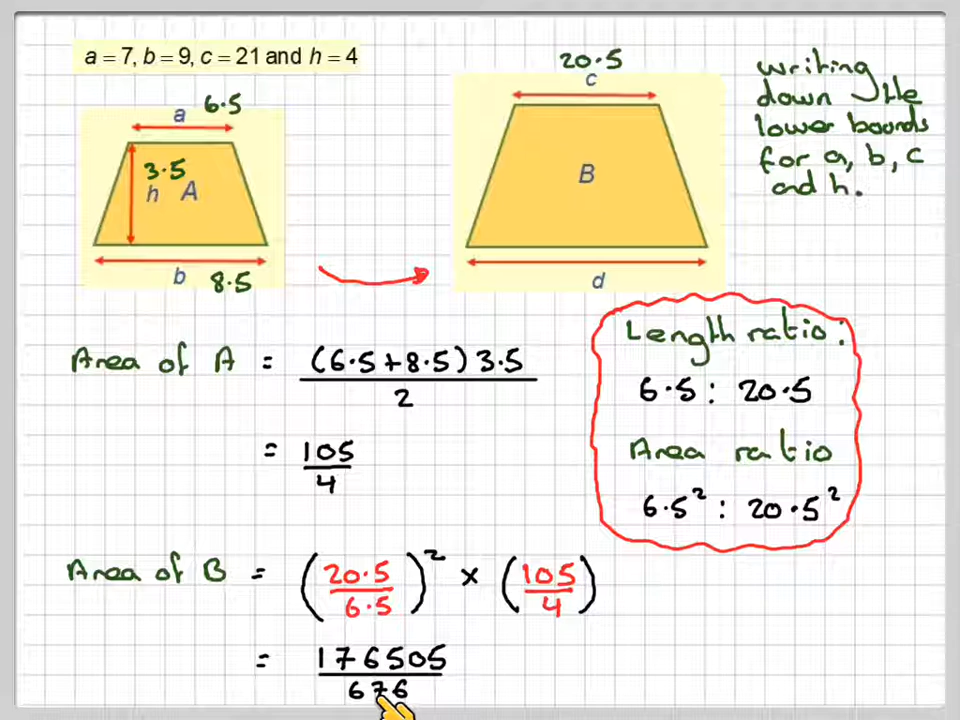 a = 7, b = 9, c = 21 and h = 4
20.5
c
a 6.5
3.5
h A
b 8.5
B
d
writing
down the
lower bounds
for a, b, c
and h.
Area of A = (6.5+8.5)3.5
2
= 105
4
Length ratio:
6.5 : 20.5
Area ratio
6.5² : 20.5²
Area of B = (20.5/6.5)² × (105/4)
= 176505
676